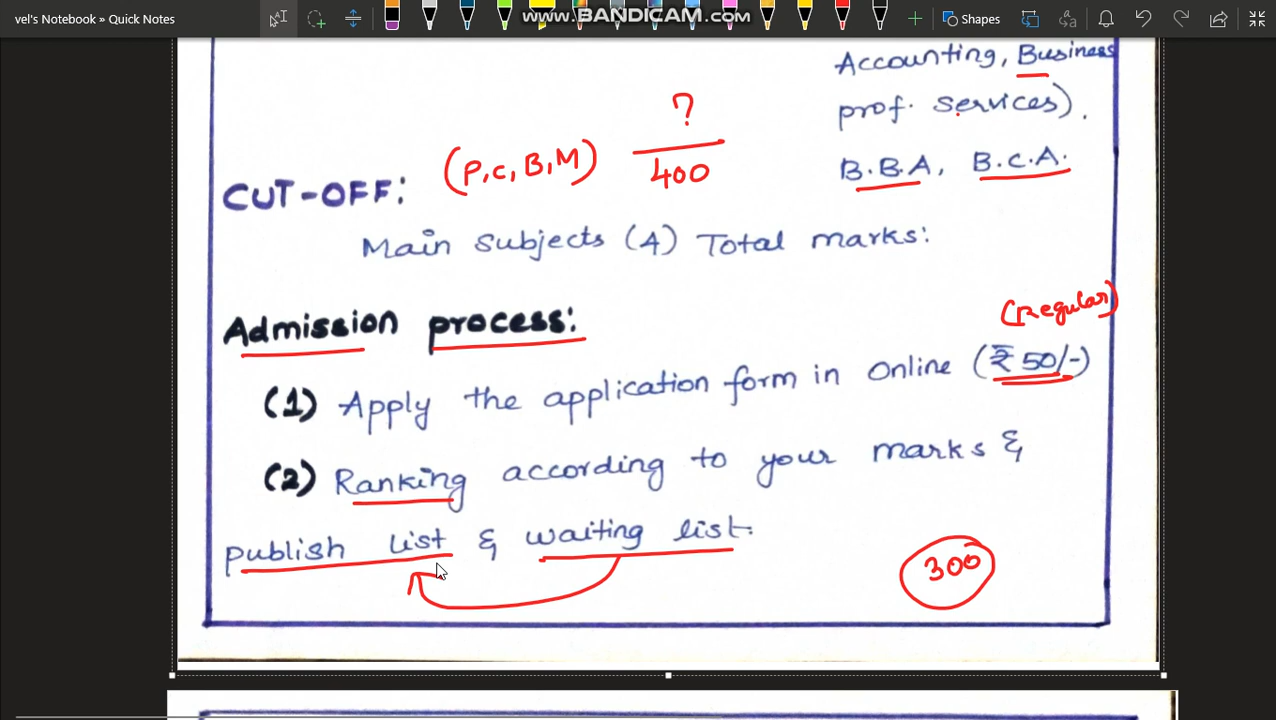 vel's Notebook » Quick Notes
www.BANDICAM.com
Shapes
Accounting, Business
prof. services).
B.B.A, B.C.A.
?
(P,C,B,M) 400
CUT-OFF:
Main subjects (4) Total marks:
(Regular)
Admission process:
(1) Apply the application form in Online (₹50/-)
(2) Ranking according to your marks &
publish list & waiting list.
300